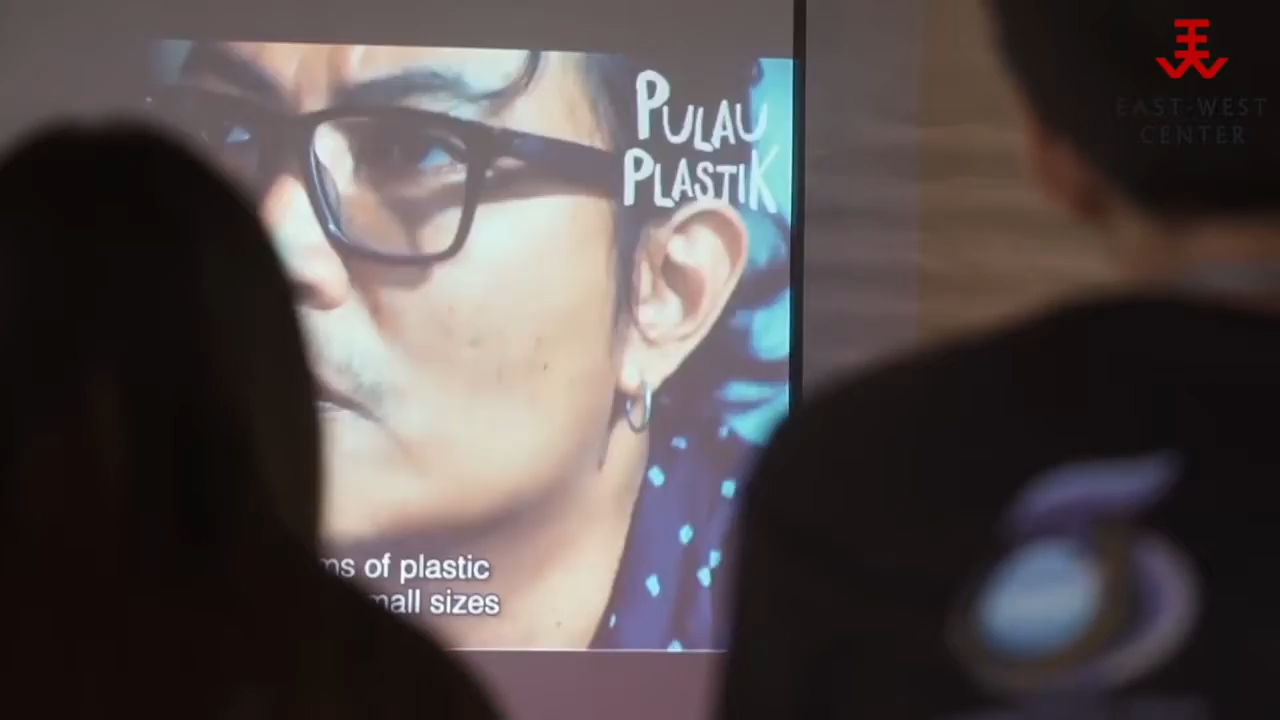 PULAU
PLASTIK
EAST-WEST
CENTER
of plastic
sizes